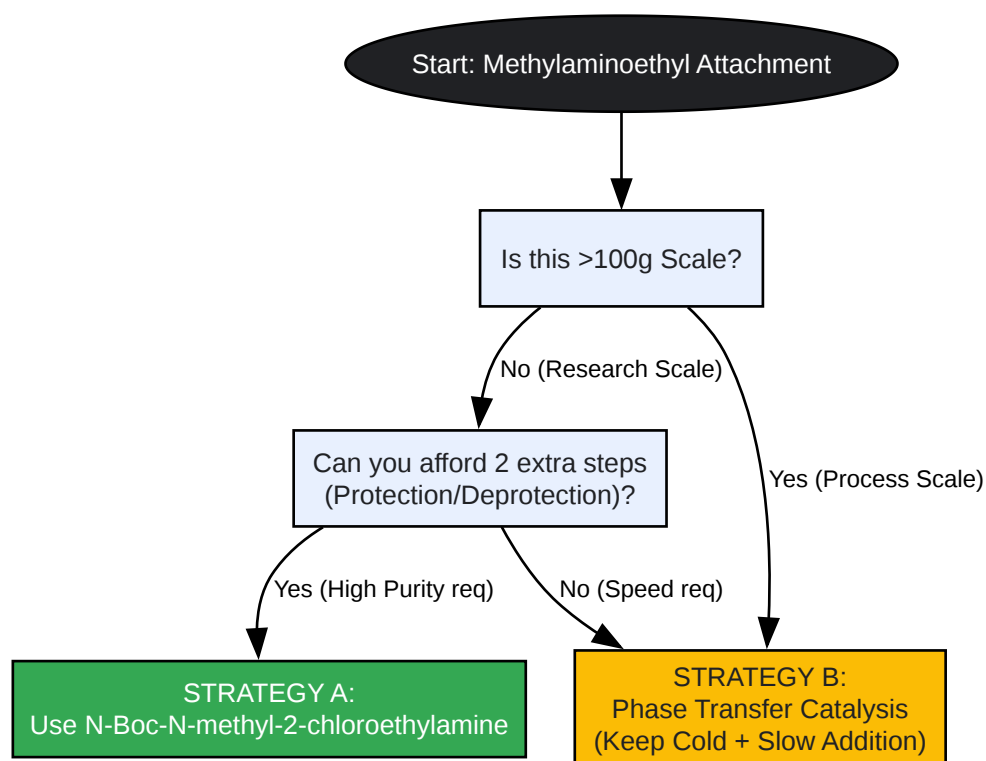 Start: Methylaminoethyl Attachment
Is this >100g Scale?
No (Research Scale)
Can you afford 2 extra steps
(Protection/Deprotection)?
Yes (Process Scale)
Yes (High Purity req)
No (Speed req)
STRATEGY A:
Use N-Boc-N-methyl-2-chloroethylamine
STRATEGY B:
Phase Transfer Catalysis
(Keep Cold + Slow Addition)